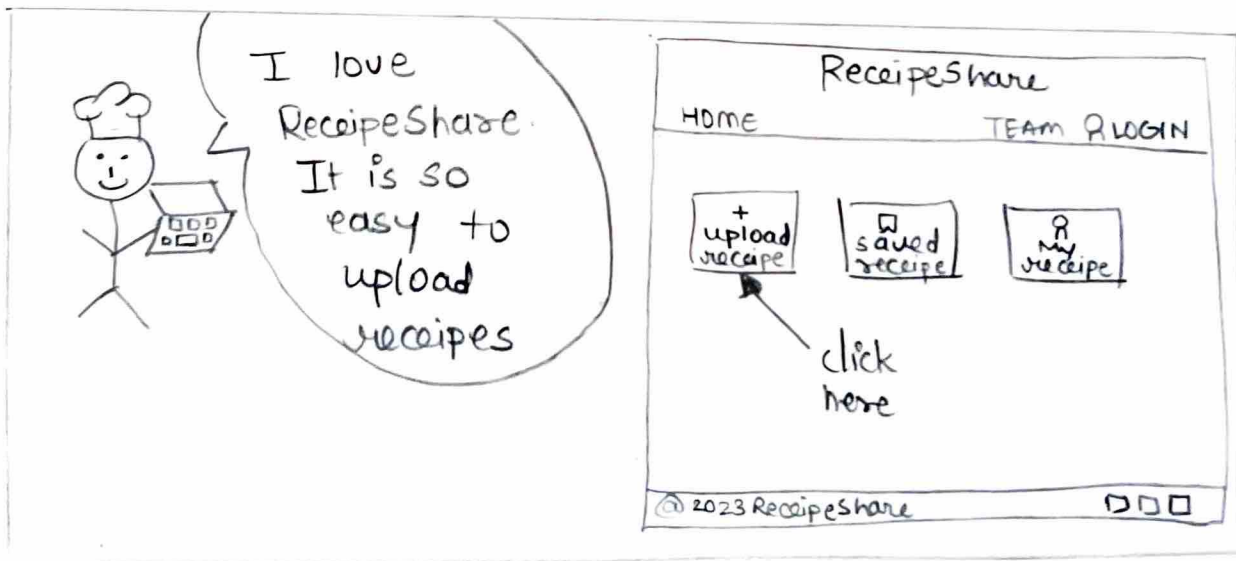 I love
ReceipeShare.
It is so
easy to
upload
receipes
ReceipeShare
HOME TEAM LOGIN
+
upload
receipe
saved
receipe
My
receipe
click
here
@ 2023 ReceipeShare